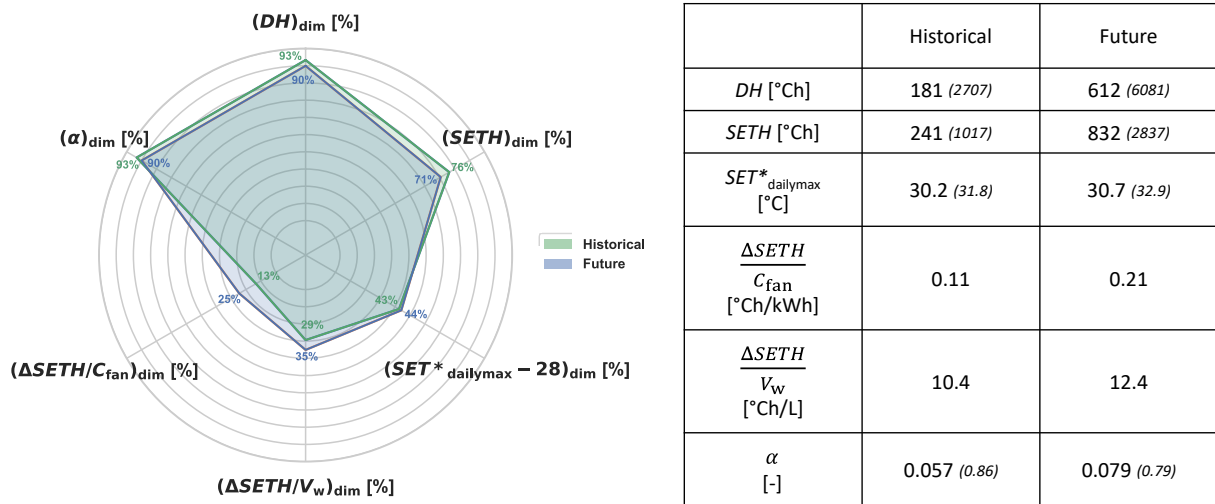 (DH)dim [%]
93%
90%
(α)dim [%]
93%
90%
(SETH)dim [%]
76%
71%
Historical
Future
13%
25%
43%
44%
29%
35%
(ΔSETH/Cfan)dim [%]
(SET*dailymax − 28)dim [%]
(ΔSETH/Vw)dim [%]
Historical Future
DH [°Ch] 181 (2707) 612 (6081)
SETH [°Ch] 241 (1017) 832 (2837)
SET*dailymax
[°C]
30.2 (31.8) 30.7 (32.9)
ΔSETH
Cfan
[°Ch/kWh]
0.11 0.21
ΔSETH
Vw
[°Ch/L]
10.4 12.4
α
[-]
0.057 (0.86) 0.079 (0.79)